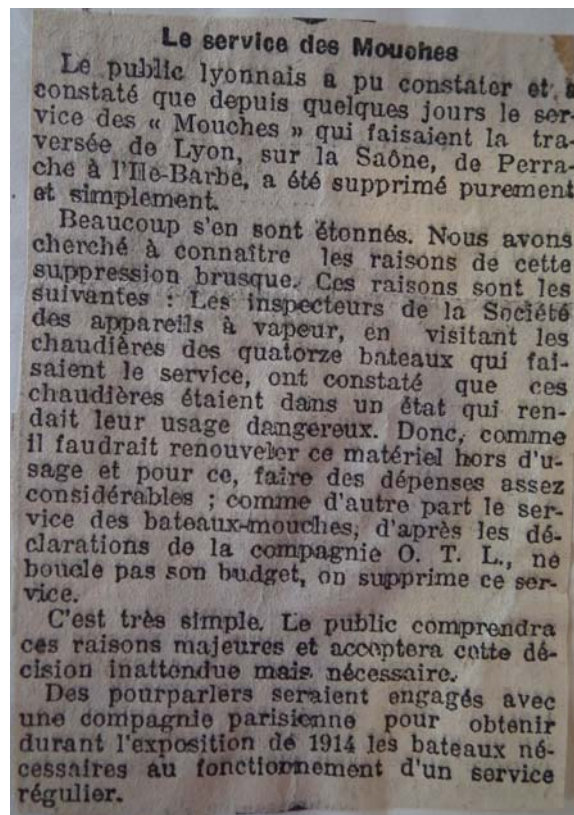 Le service des Mouches
Le public lyonnais a pu constater et a
constaté que depuis quelques jours le ser-
vice des « Mouches » qui faisaient la tra-
versée de Lyon, sur la Saône, de Perra-
che à l'Ile-Barbe, a été supprimé purement
et simplement.
Beaucoup s'en sont étonnés. Nous avons
cherché à connaître les raisons de cette
suppression brusque. Ces raisons sont les
suivantes : Les inspecteurs de la Société
des appareils à vapeur, en visitant les
chaudières des quatorze bateaux qui fai-
saient le service, ont constaté que ces
chaudières étaient dans un état qui ren-
dait leur usage dangereux. Donc, comme
il faudrait renouveler ce matériel hors d'u-
sage et pour ce, faire des dépenses assez
considérables ; comme d'autre part le ser-
vice des bateaux-mouches, d'après les dé-
clarations de la compagnie O. T. L., ne
boucle pas son budget, on supprime ce ser-
vice.
C'est très simple. Le public comprendra
ces raisons majeures et acceptera cette dé-
cision inattendue mais nécessaire.
Des pourparlers seraient engagés avec
une compagnie parisienne pour obtenir
durant l'exposition de 1914 les bateaux né-
cessaires au fonctionnement d'un service
régulier.